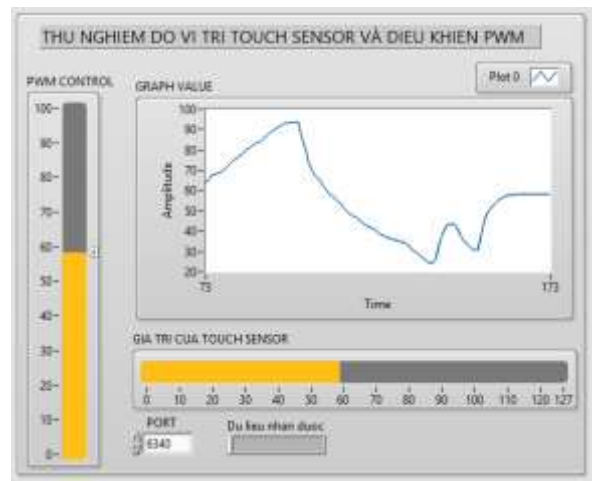 THU NGHIEM DO VI TRI TOUCH SENSOR VÀ DIEU KHIEN PWM
PWM CONTROL
100-
90-
80-
70-
60-
50-
40-
30-
20-
10-
0-
GRAPH VALUE
Plot 0
Amplitude
100-
90-
80-
70-
60-
50-
40-
30-
20-
73
173
Time
GIA TRI CUA TOUCH SENSOR
0 10 20 30 40 50 60 70 80 90 100 110 120 127
PORT
6340
Du lieu nhan duoc